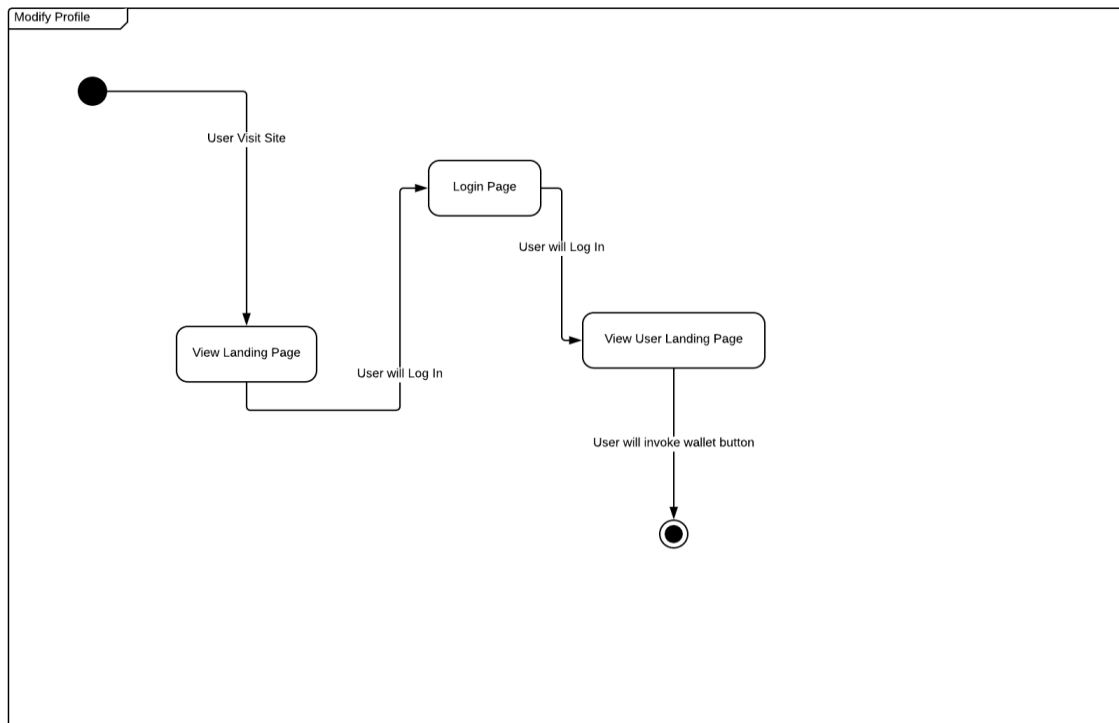 Modify Profile
User Visit Site
Login Page
User will Log In
View User Landing Page
View Landing Page
User will Log In
User will invoke wallet button